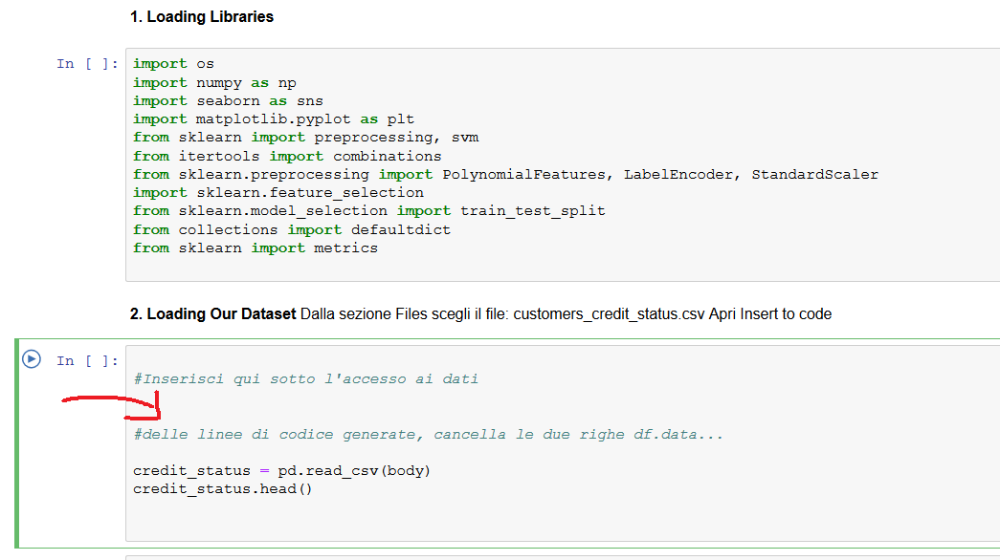 1. Loading Libraries
In [ ]:
import os
import numpy as np
import seaborn as sns
import matplotlib.pyplot as plt
from sklearn import preprocessing, svm
from itertools import combinations
from sklearn.preprocessing import PolynomialFeatures, LabelEncoder, StandardScaler
import sklearn.feature_selection
from sklearn.model_selection import train_test_split
from collections import defaultdict
from sklearn import metrics
2. Loading Our Dataset Dalla sezione Files scegli il file: customers_credit_status.csv Apri Insert to code
In [ ]:
#Inserisci qui sotto l'accesso ai dati
#delle linee di codice generate, cancella le due righe df.data...
credit_status = pd.read_csv(body)
credit_status.head()